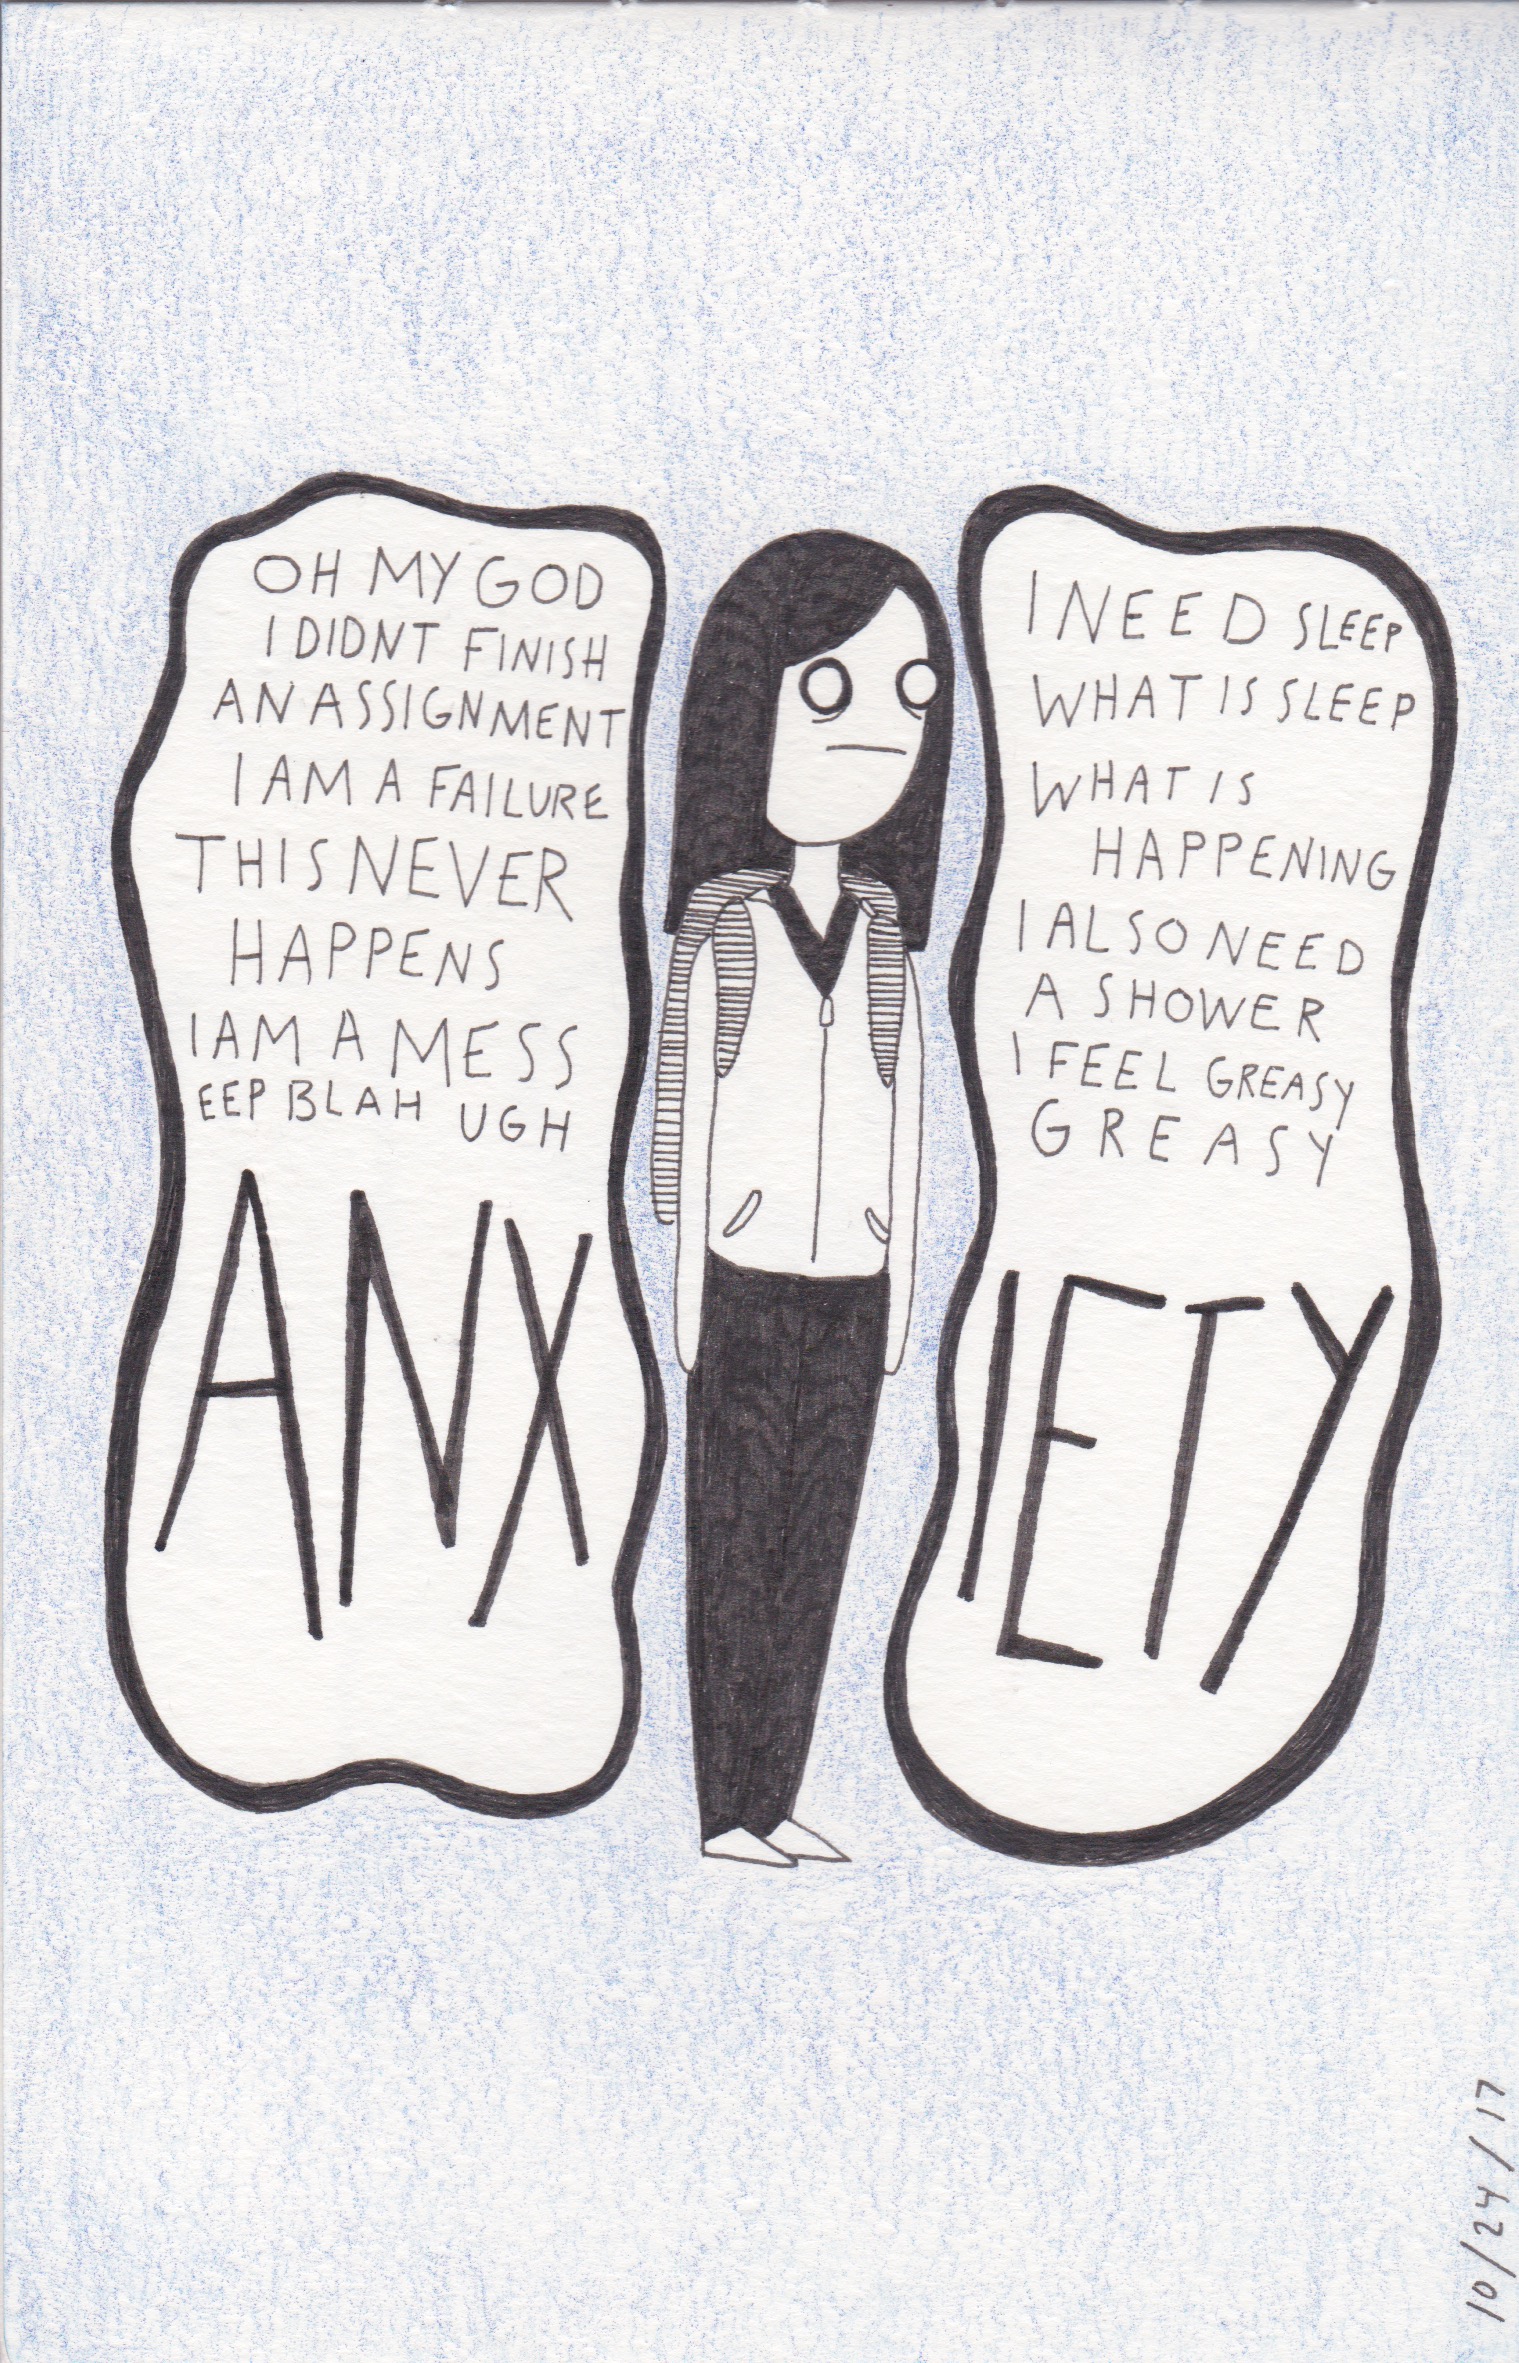 OH MY GOD
I DIDNT FINISH
AN ASSIGNMENT
I AM A FAILURE
THIS NEVER
HAPPENS
I AM A MESS
EEP BLAH UGH
ANX
I NEED SLEEP
WHAT IS SLEEP
WHAT IS
HAPPENING
I ALSO NEED
A SHOWER
I FEEL GREASY
GREASY
IETY
10/24/17